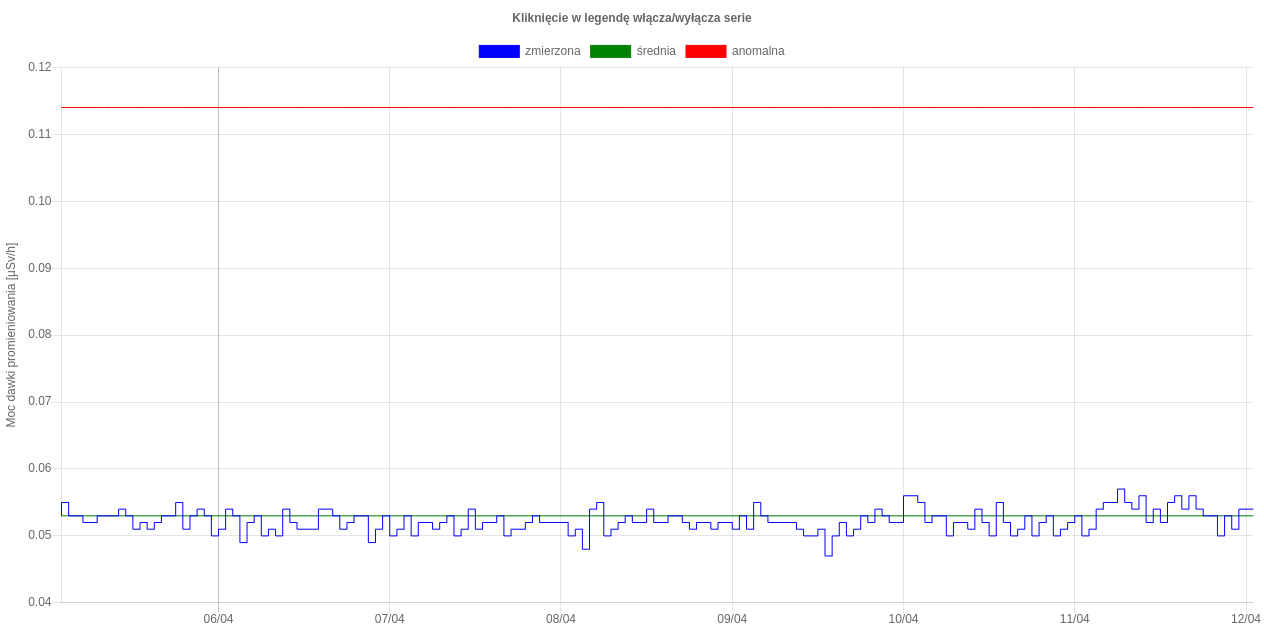 Kliknięcie w legendę włącza/wyłącza serie
zmierzona średnia anomalna
Moc dawki promieniowania [µSv/h]
0.12
0.11
0.10
0.09
0.08
0.07
0.06
0.05
0.04
06/04 07/04 08/04 09/04 10/04 11/04 12/04